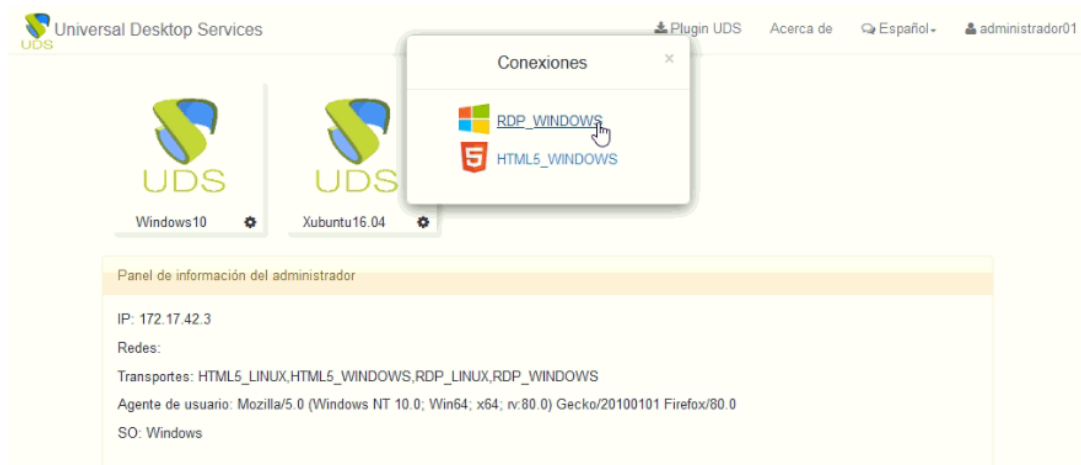 UDS Universal Desktop Services
Plugin UDS Acerca de Español administrador01
Conexiones ×
RDP_WINDOWS
HTML5_WINDOWS
UDS UDS
Windows10 Xubuntu16.04
Panel de información del administrador
IP: 172.17.42.3
Redes:
Transportes: HTML5_LINUX,HTML5_WINDOWS,RDP_LINUX,RDP_WINDOWS
Agente de usuario: Mozilla/5.0 (Windows NT 10.0; Win64; x64; rv:80.0) Gecko/20100101 Firefox/80.0
SO: Windows